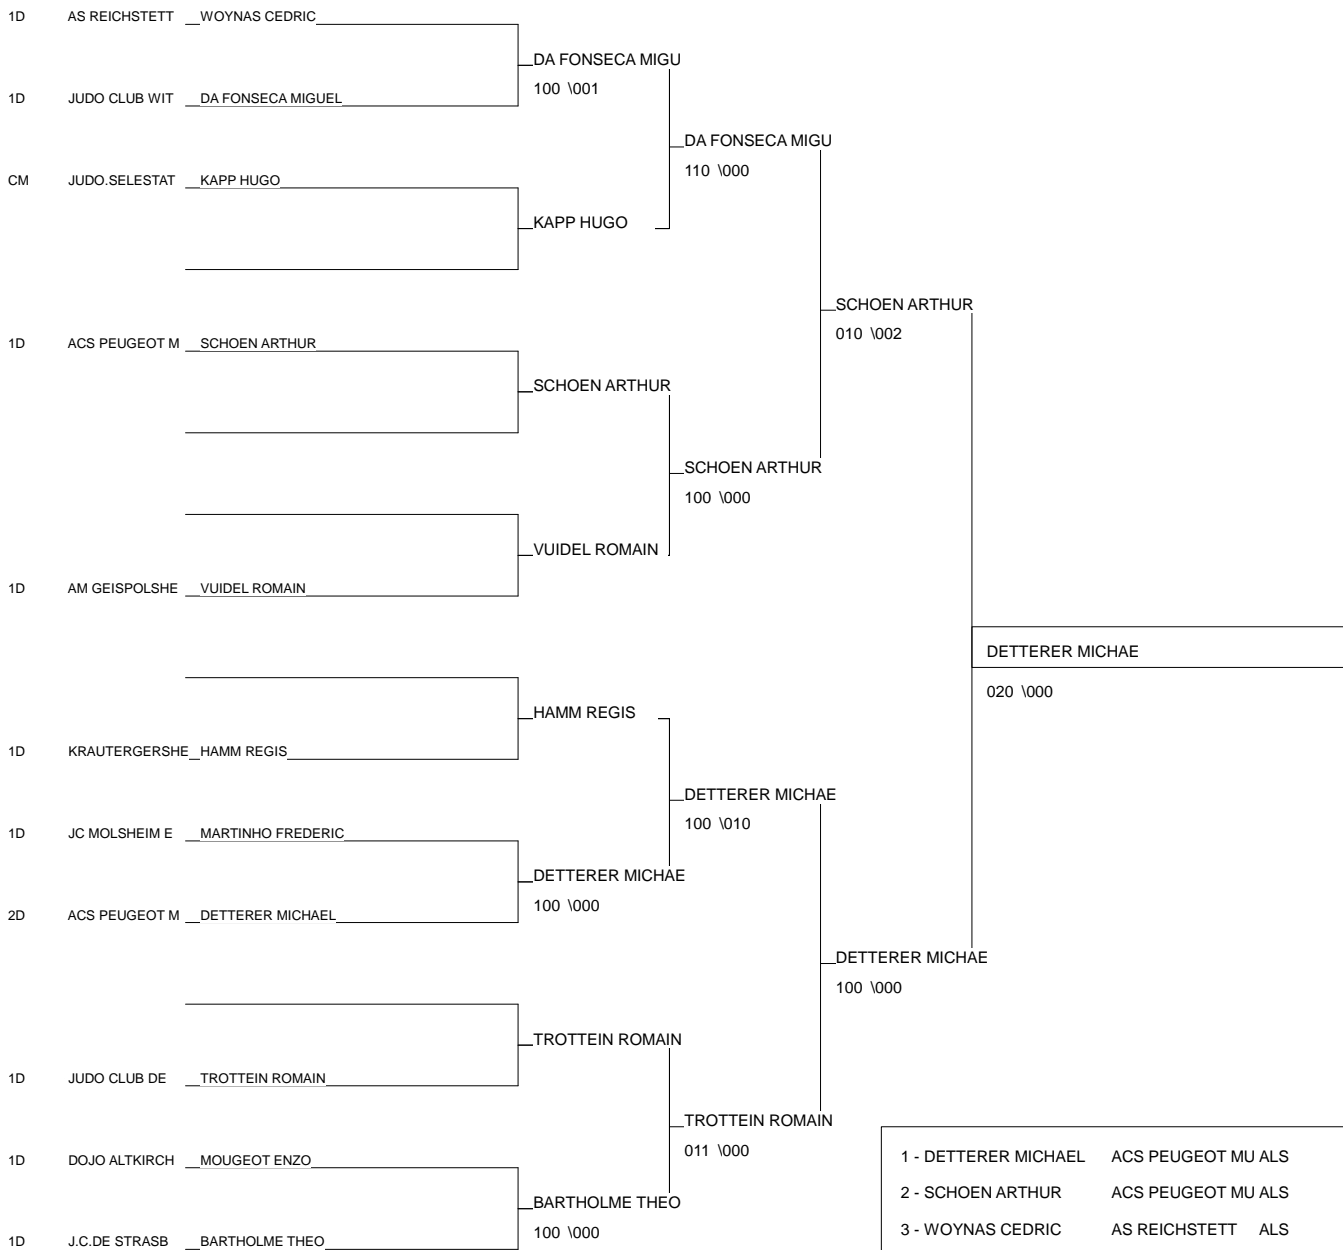 1D AS REICHSTETT WOYNAS CEDRIC
DA FONSECA MIGU
100 \001
1D JUDO CLUB WIT DA FONSECA MIGUEL
DA FONSECA MIGU
110 \000
CM JUDO.SELESTAT KAPP HUGO
KAPP HUGO
SCHOEN ARTHUR
010 \002
1D ACS PEUGEOT M SCHOEN ARTHUR
SCHOEN ARTHUR
SCHOEN ARTHUR
100 \000
VUIDEL ROMAIN
1D AM GEISPOLSHE VUIDEL ROMAIN
DETTERER MICHAE
020 \000
HAMM REGIS
1D KRAUTERGERSHE HAMM REGIS
DETTERER MICHAE
100 \010
1D JC MOLSHEIM E MARTINHO FREDERIC
DETTERER MICHAE
100 \000
2D ACS PEUGEOT M DETTERER MICHAEL
DETTERER MICHAE
100 \000
TROTTEIN ROMAIN
1D JUDO CLUB DE TROTTEIN ROMAIN
TROTTEIN ROMAIN
011 \000
1D DOJO ALTKIRCH MOUGEOT ENZO
BARTHOLME THEO
100 \000
1D J.C.DE STRASB BARTHOLME THEO
1 - DETTERER MICHAEL ACS PEUGEOT MU ALS
2 - SCHOEN ARTHUR ACS PEUGEOT MU ALS
3 - WOYNAS CEDRIC AS REICHSTETT ALS